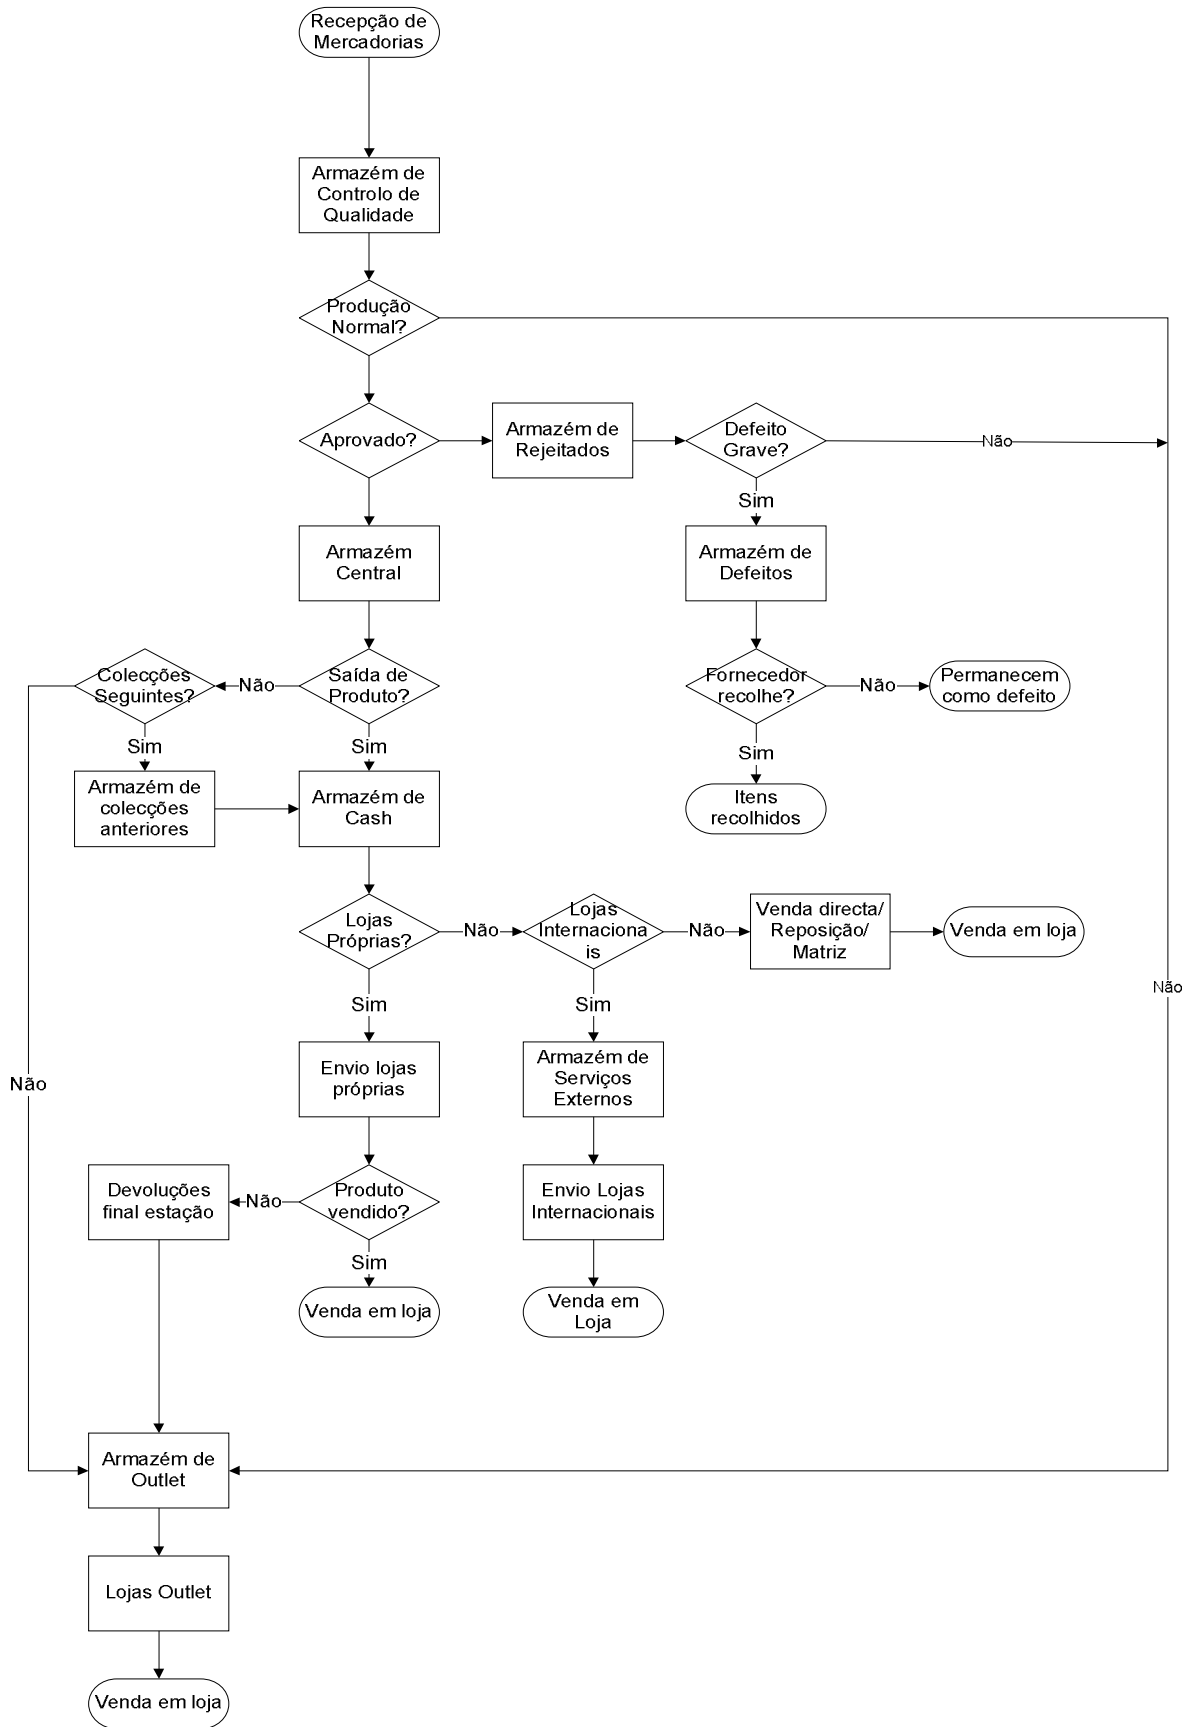 Recepção de
Mercadorias
Armazém de
Controlo de
Qualidade
Produção
Normal?
Aprovado?
Armazém de
Rejeitados
Defeito
Grave?
Não
Sim
Armazém
Central
Armazém de
Defeitos
Colecções
Seguintes?
Não
Saída de
Produto?
Fornecedor
recolhe?
Não
Permanecem
como defeito
Sim
Sim
Sim
Armazém de
colecções
anteriores
Armazém de
Cash
Itens
recolhidos
Lojas
Próprias?
Não
Lojas
Internaciona
is
Não
Venda directa/
Reposição/
Matriz
Venda em loja
Não
Sim
Sim
Não
Envio lojas
próprias
Armazém de
Serviços
Externos
Devoluções
final estação
Não
Produto
vendido?
Envio Lojas
Internacionais
Sim
Venda em loja
Venda em
Loja
Armazém de
Outlet
Lojas Outlet
Venda em loja